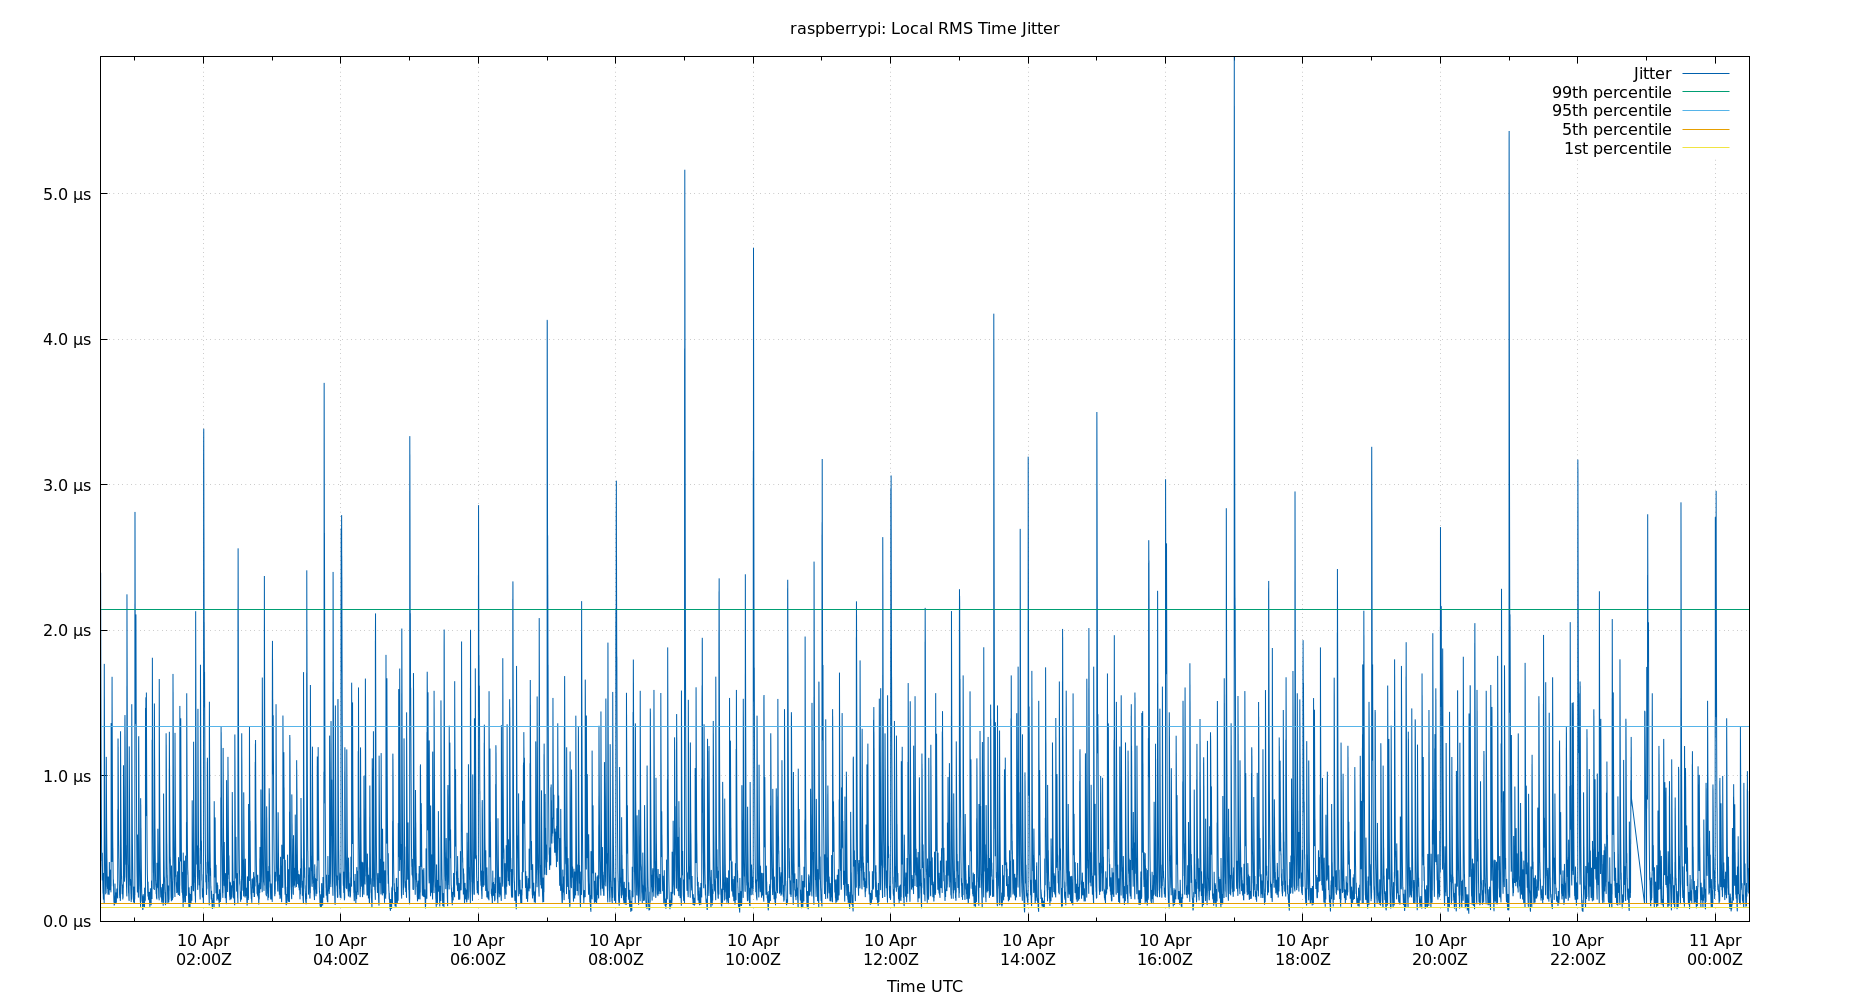 raspberrypi: Local RMS Time Jitter
Jitter
99th percentile
95th percentile
5th percentile
1st percentile
5.0 µs
4.0 µs
3.0 µs
2.0 µs
1.0 µs
0.0 µs
10 Apr 10 Apr 10 Apr 10 Apr 10 Apr 10 Apr 10 Apr 10 Apr 10 Apr 10 Apr 10 Apr 11 Apr
02:00Z 04:00Z 06:00Z 08:00Z 10:00Z 12:00Z 14:00Z 16:00Z 18:00Z 20:00Z 22:00Z 00:00Z
Time UTC